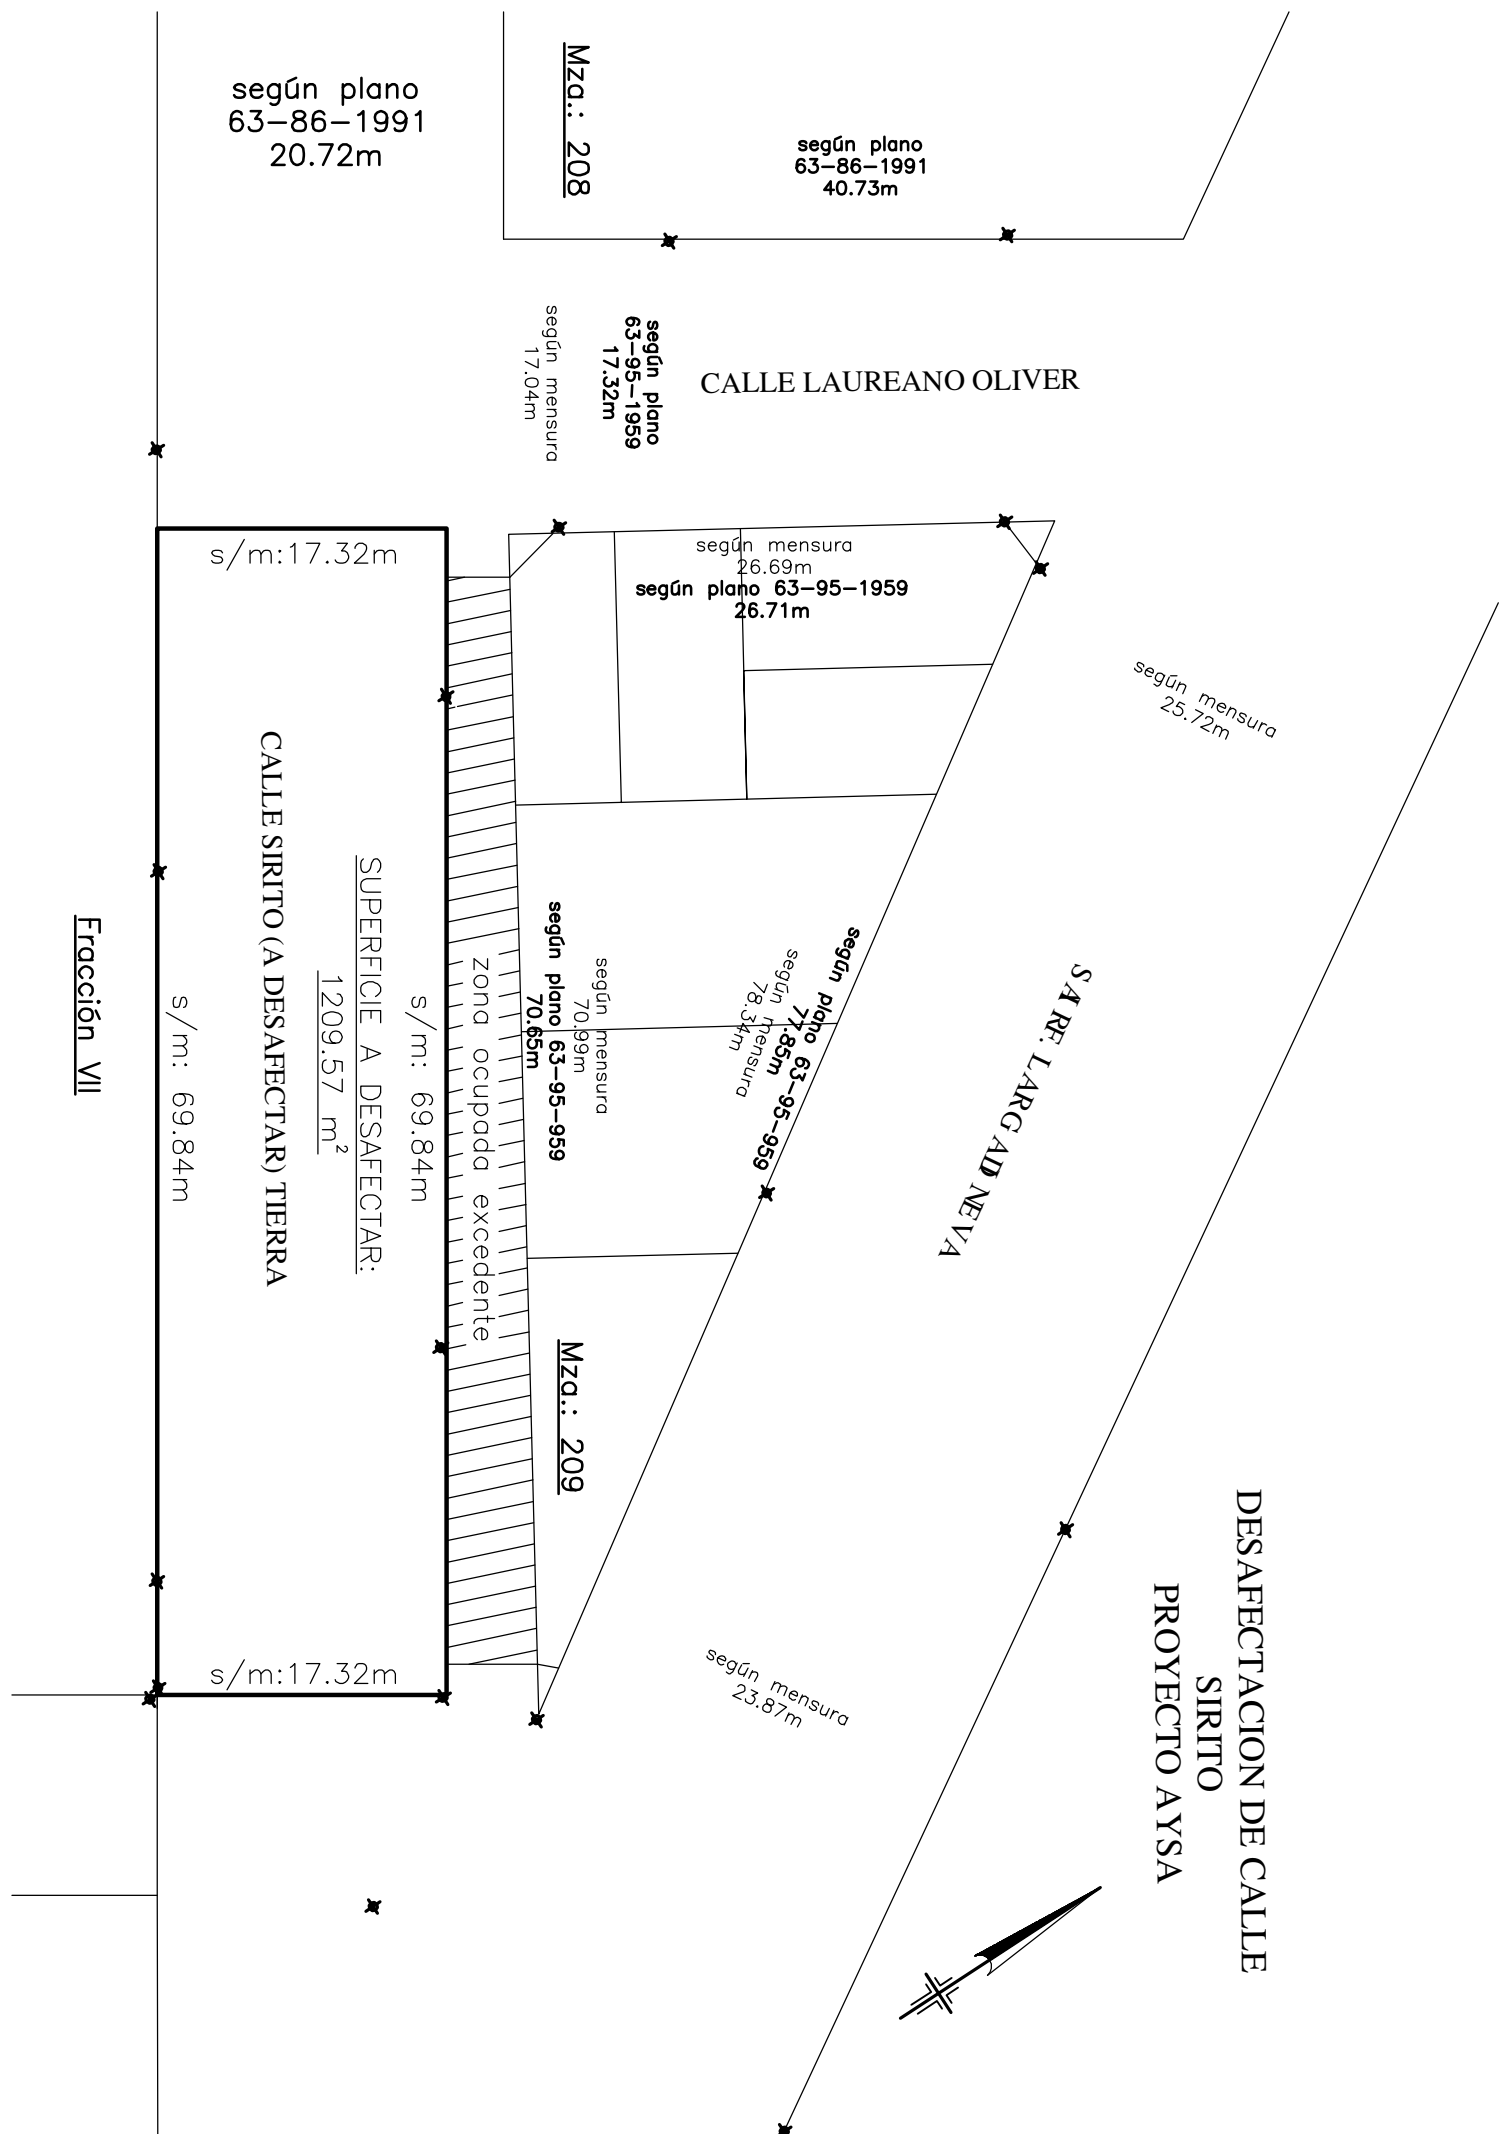 según plano
63-86-1991
20.72m
Mza.: 208
según plano
63-86-1991
40.73m
según plano
63-95-1959
17.32m
según mensura
17.04m
CALLE LAUREANO OLIVER
s/m:17.32m
según mensura
26.69m
según plano 63-95-1959
26.71m
según mensura
25.72m
CALLE SIRITO (A DESAFECTAR) TIERRA
SUPERFICIE A DESAFECTAR:
1209.57 m²
s/m: 69.84m
s/m: 69.84m
Fracción VII
zona ocupada excedente
según mensura
70.99m
según plano 63-95-959
70.65m
según plano 63-95-959
77.85m
según mensura
78.34m
Mza.: 209
s/m:17.32m
según mensura
23.87m
DESAFECTACION DE CALLE
SIRITO
PROYECTO AYSA